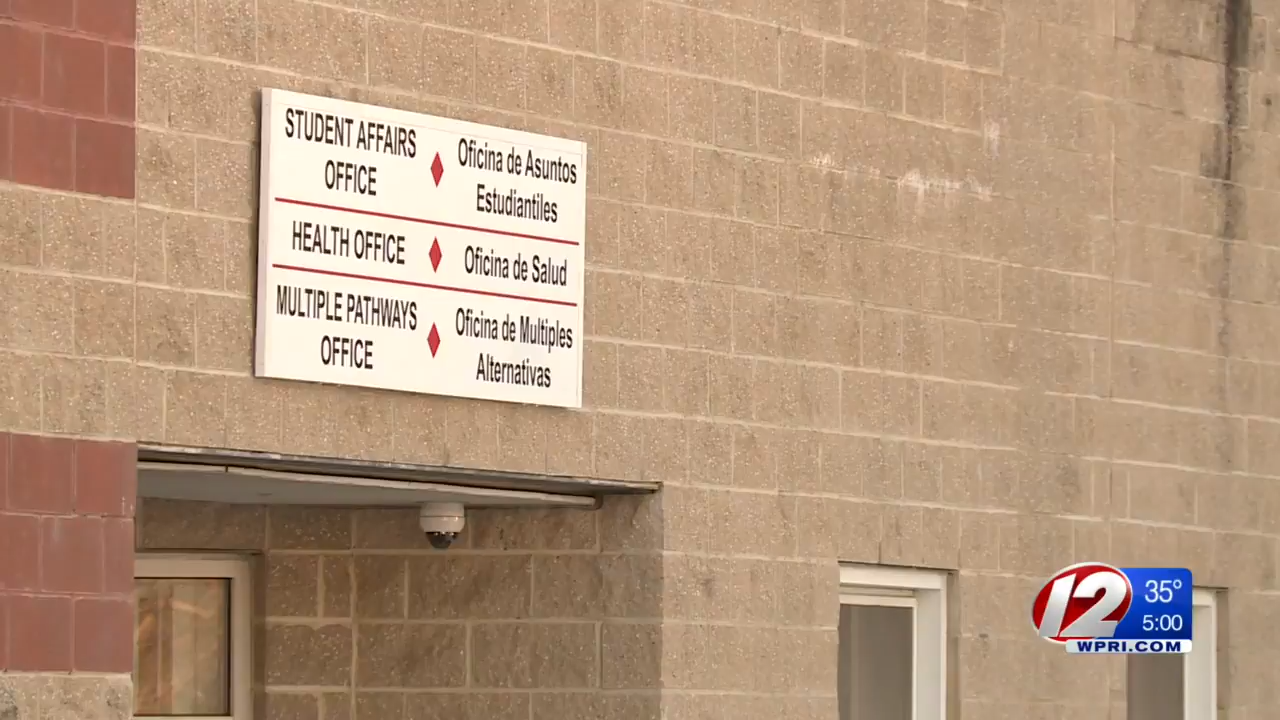 STUDENT AFFAIRS
OFFICE
Oficina de Asuntos
Estudiantiles
HEALTH OFFICE
Oficina de Salud
MULTIPLE PATHWAYS
OFFICE
Oficina de Multiples
Alternativas
12
35°
5:00
WPRI.COM